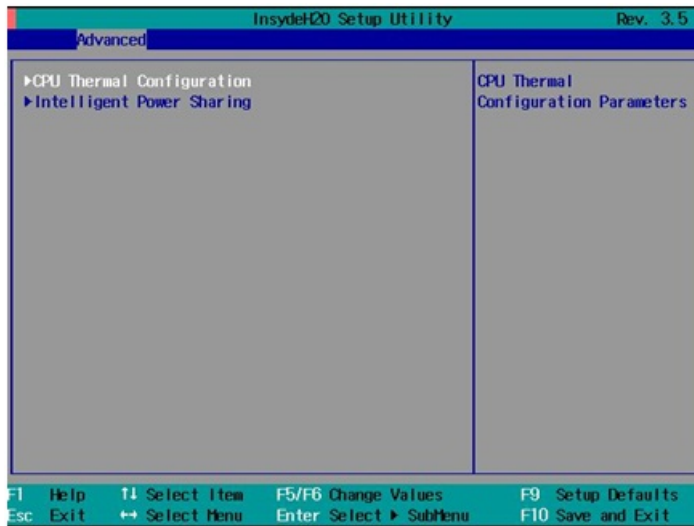 InsydeH2O Setup Utility Rev. 3.5
Advanced
▶CPU Thermal Configuration
▶Intelligent Power Sharing
CPU Thermal
Configuration Parameters
F1 Help ↑↓ Select Item F5/F6 Change Values F9 Setup Defaults
Esc Exit ↔ Select Menu Enter Select ▶ SubMenu F10 Save and Exit